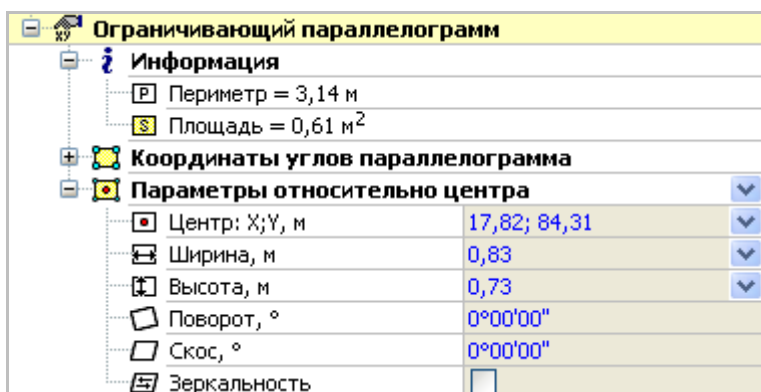 Ограничивающий параллелограмм
Информация
Периметр = 3,14 м
Площадь = 0,61 м²
Координаты углов параллелограмма
Параметры относительно центра
Центр: X;Y, м 17,82; 84,31
Ширина, м 0,83
Высота, м 0,73
Поворот, ° 0°00'00"
Скос, ° 0°00'00"
Зеркальность